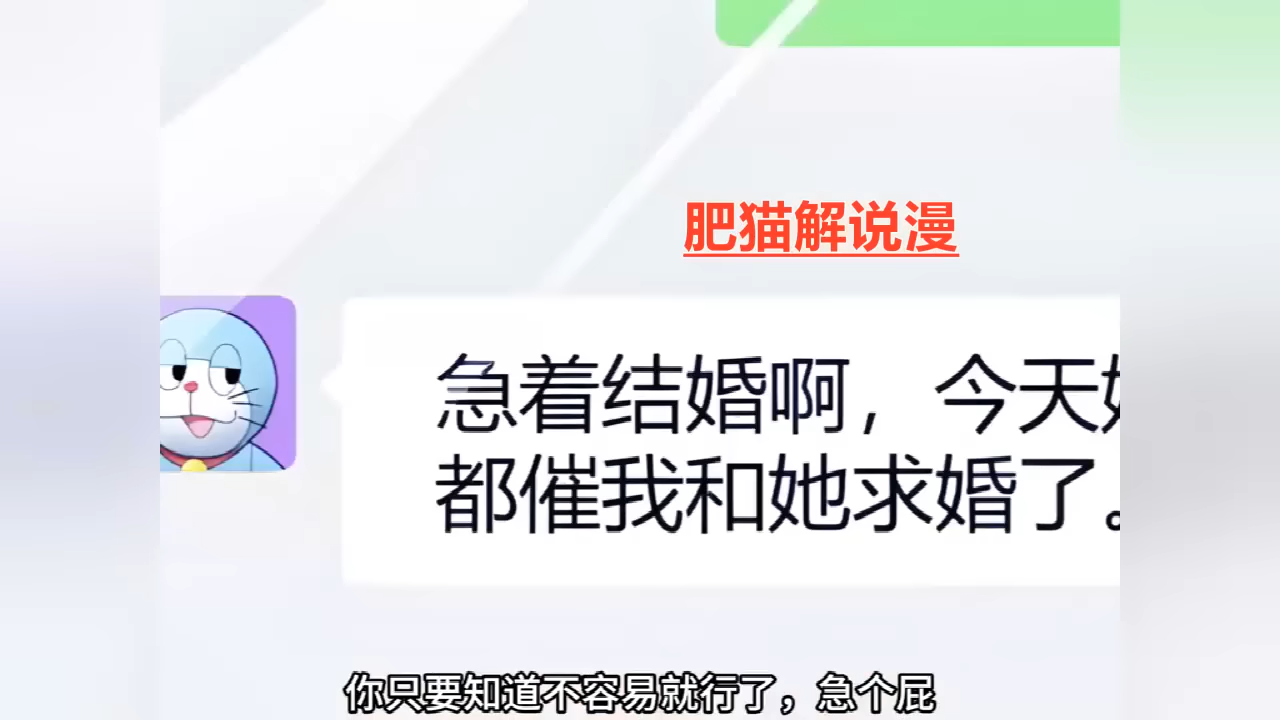 肥猫解说漫
急着结婚啊，今天
都催我和她求婚了。
你只要知道不容易就行了，急个屁